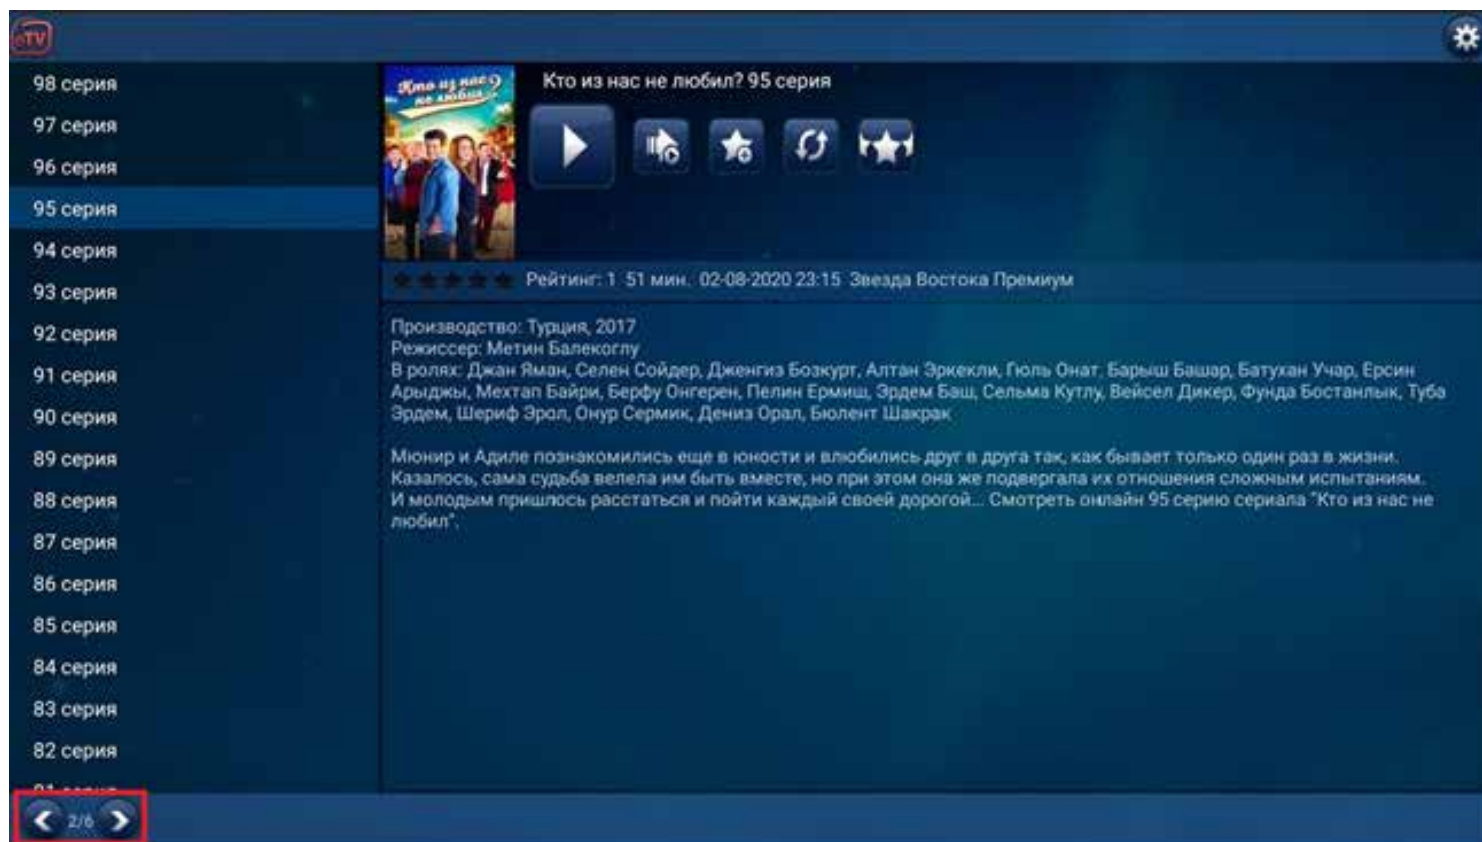 eTV
98 серия
97 серия
96 серия
95 серия
94 серия
93 серия
92 серия
91 серия
90 серия
89 серия
88 серия
87 серия
86 серия
85 серия
84 серия
83 серия
82 серия
2/6
Кто из нас не любил?
Кто из нас не любил? 95 серия
Рейтинг: 1 51 мин. 02-08-2020 23:15 Звезда Востока Премиум
Производство: Турция, 2017
Режиссер: Метин Балекоглу
В ролях: Джан Яман, Селен Сойдер, Дженгиз Бозкурт, Алтан Эркекли, Гюль Онат, Барыш Башар, Батухан Учар, Ерсин
Арыджы, Мехтап Байри, Берфу Онгерен, Пелин Ермиш, Эрдем Баш, Сельма Кутлу, Вейсел Дикер, Фунда Бостанлык, Туба
Эрдем, Шериф Эрол, Онур Сермик, Дениз Орал, Бюлент Шакрак
Мюнир и Адиле познакомились еще в юности и влюбились друг в друга так, как бывает только один раз в жизни.
Казалось, сама судьба велела им быть вместе, но при этом она же подвергала их отношения сложным испытаниям.
И молодым пришлось расстаться и пойти каждый своей дорогой... Смотреть онлайн 95 серию сериала "Кто из нас не
любил".